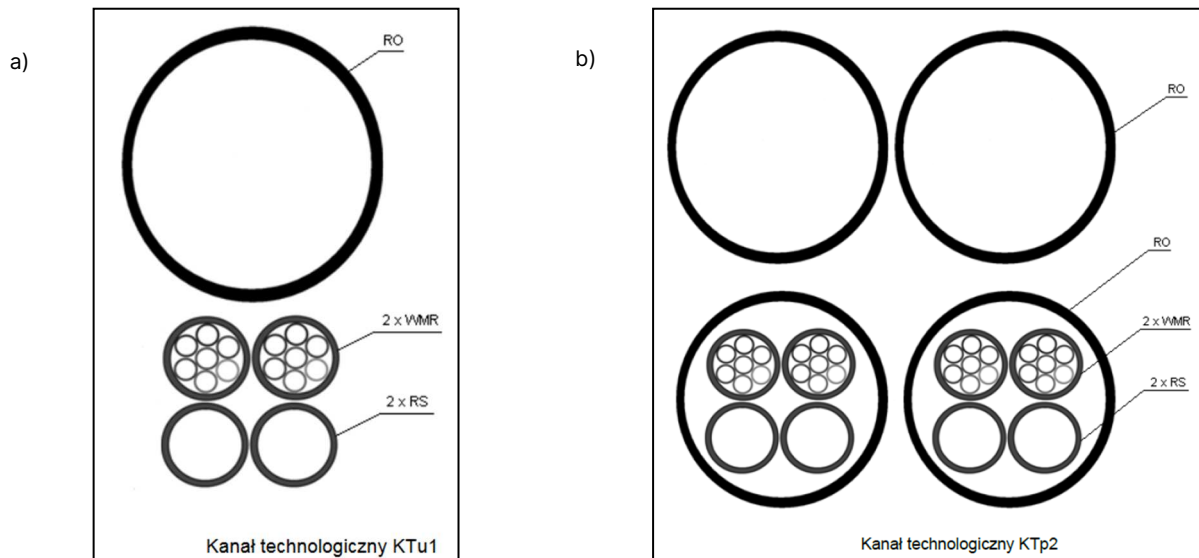 a)
RO
2 x WMR
2 x RS
Kanał technologiczny KTu1
b)
RO
RO
2 x WMR
2 x RS
Kanał technologiczny KTp2